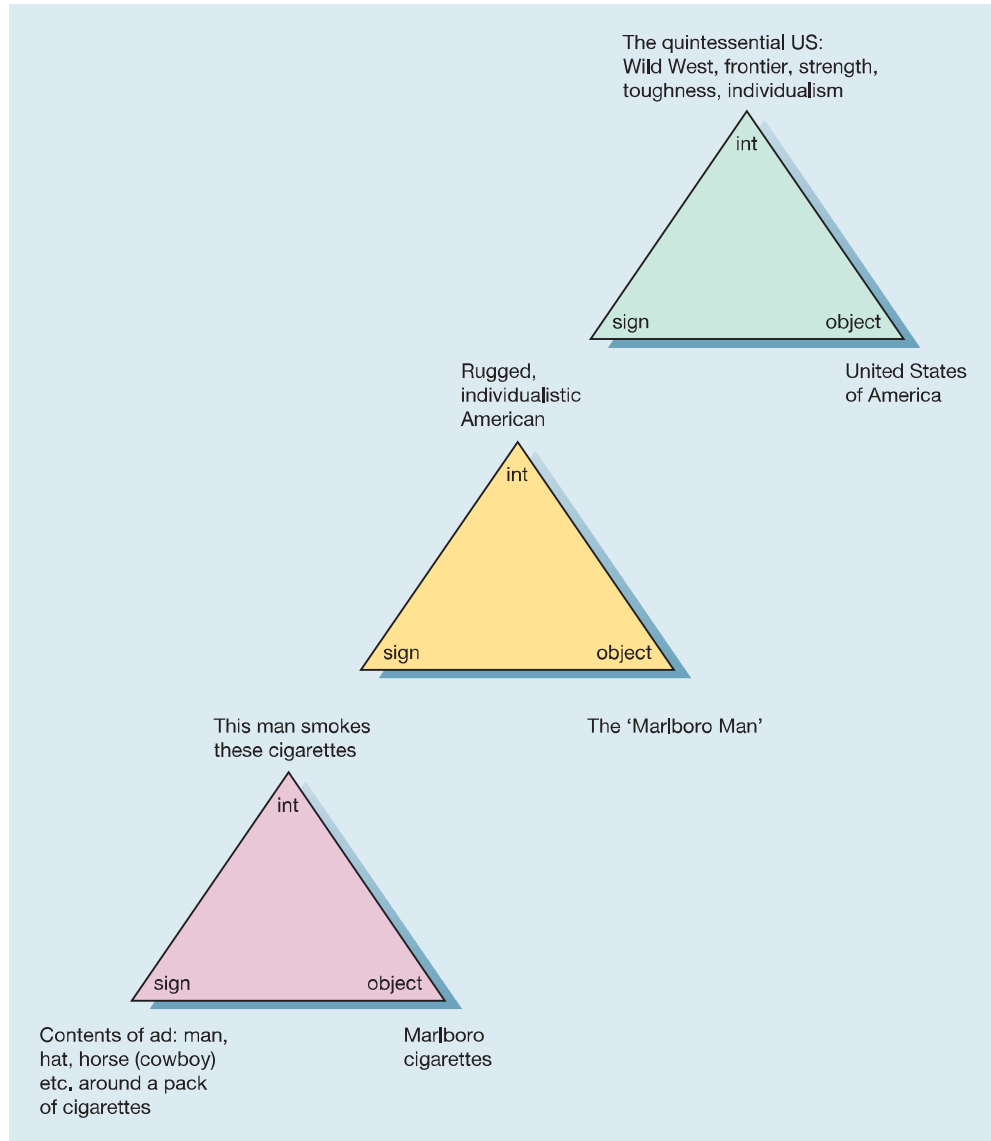 The quintessential US:
Wild West, frontier, strength,
toughness, individualism
int
sign
object
Rugged,
individualistic
American
United States
of America
int
sign
object
This man smokes
these cigarettes
The ‘Marlboro Man’
int
sign
object
Contents of ad: man,
hat, horse (cowboy)
etc. around a pack
of cigarettes
Marlboro
cigarettes